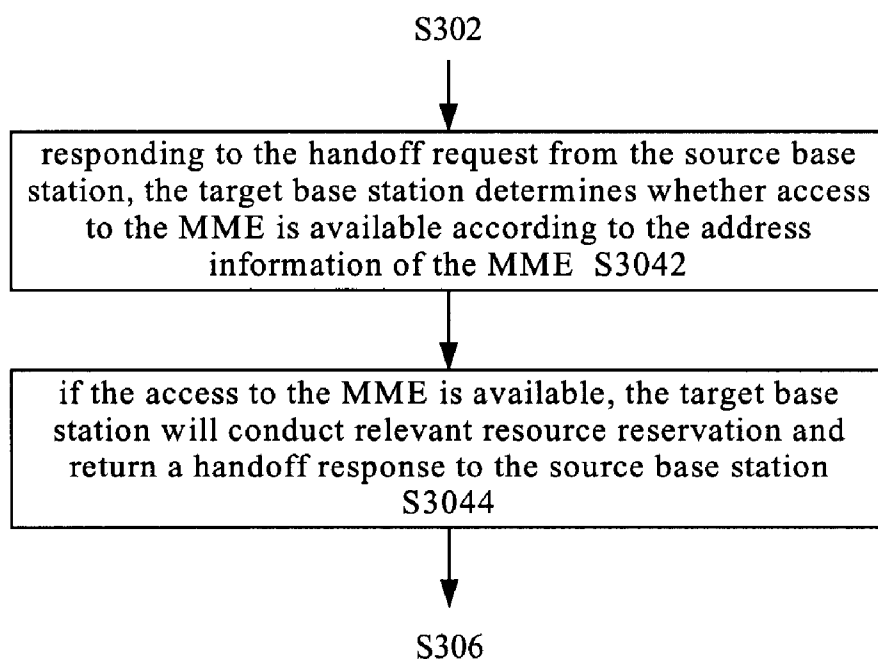 S302
responding to the handoff request from the source base
station, the target base station determines whether access
to the MME is available according to the address
information of the MME S3042
if the access to the MME is available, the target base
station will conduct relevant resource reservation and
return a handoff response to the source base station
S3044
S306